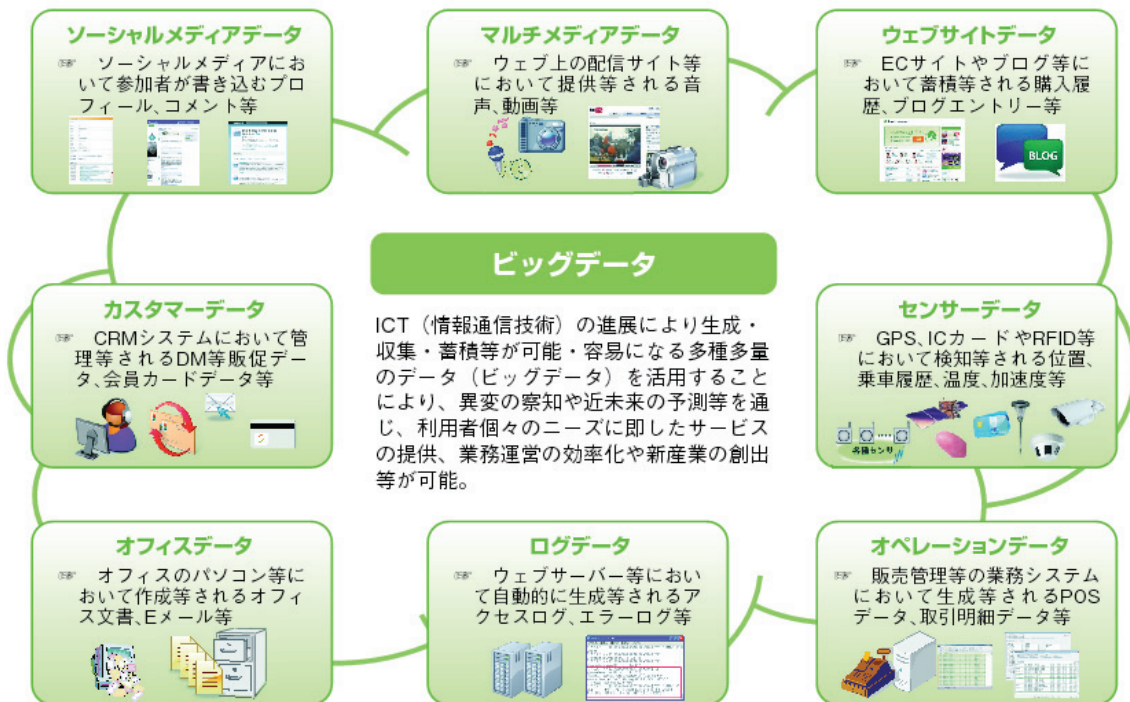 ソーシャルメディアデータ
☞ ソーシャルメディアにお
いて参加者が書き込むプロ
フィール、コメント等
マルチメディアデータ
☞ ウェブ上の配信サイト等
において提供等される音
声、動画等
ウェブサイトデータ
☞ ECサイトやブログ等に
おいて蓄積等される購入履
歴、ブログエントリー等
BLOG
ビッグデータ
ICT（情報通信技術）の進展により生成・
収集・蓄積等が可能・容易になる多種多量
のデータ（ビッグデータ）を活用すること
により、異変の察知や近未来の予測等を通
じ、利用者個々のニーズに即したサービス
の提供、業務運営の効率化や新産業の創出
等が可能。
カスタマーデータ
☞ CRMシステムにおいて管
理等されるDM等販促デー
タ、会員カードデータ等
センサーデータ
☞ GPS、ICカードやRFID等
において検知等される位置、
乗車履歴、温度、加速度等
各種センサ
オフィスデータ
☞ オフィスのパソコン等に
おいて作成等されるオフィ
ス文書、Eメール等
ログデータ
☞ ウェブサーバー等におい
て自動的に生成等されるア
クセスログ、エラーログ等
オペレーションデータ
☞ 販売管理等の業務システム
において生成等されるPOS
データ、取引明細データ等